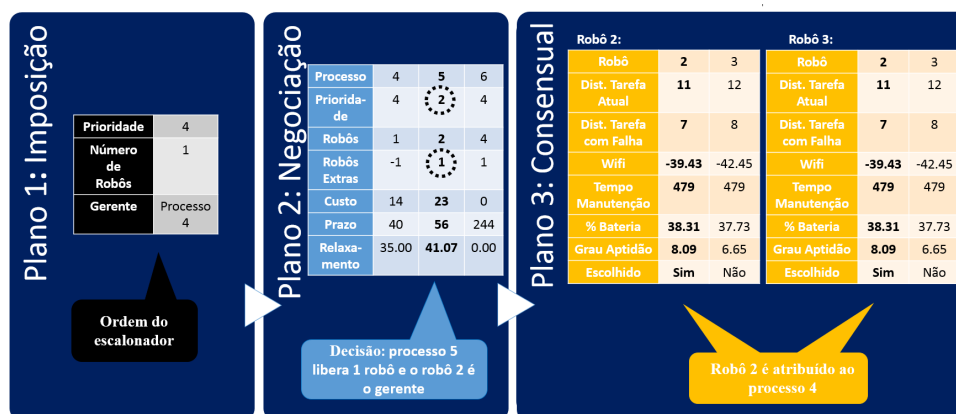 Plano 1: Imposição
Prioridade 4
Número de Robôs 1
Gerente Processo 4
Ordem do
escalonador
Plano 2: Negociação
Processo 4 5 6
Priorida-de 4 2 4
Robôs 1 2 4
Robôs Extras -1 1 1
Custo 14 23 0
Prazo 40 56 244
Relaxa-mento 35.00 41.07 0.00
Decisão: processo 5
libera 1 robô e o robô 2 é
o gerente
Plano 3: Consensual
Robô 2:
Robô 2 3
Dist. Tarefa Atual 11 12
Dist. Tarefa com Falha 7 8
Wifi -39.43 -42.45
Tempo Manutenção 479 479
% Bateria 38.31 37.73
Grau Aptidão 8.09 6.65
Escolhido Sim Não
Robô 3:
Robô 2 3
Dist. Tarefa Atual 11 12
Dist. Tarefa com Falha 7 8
Wifi -39.43 -42.45
Tempo Manutenção 479 479
% Bateria 38.31 37.73
Grau Aptidão 8.09 6.65
Escolhido Sim Não
Robô 2 é atribuído ao
processo 4